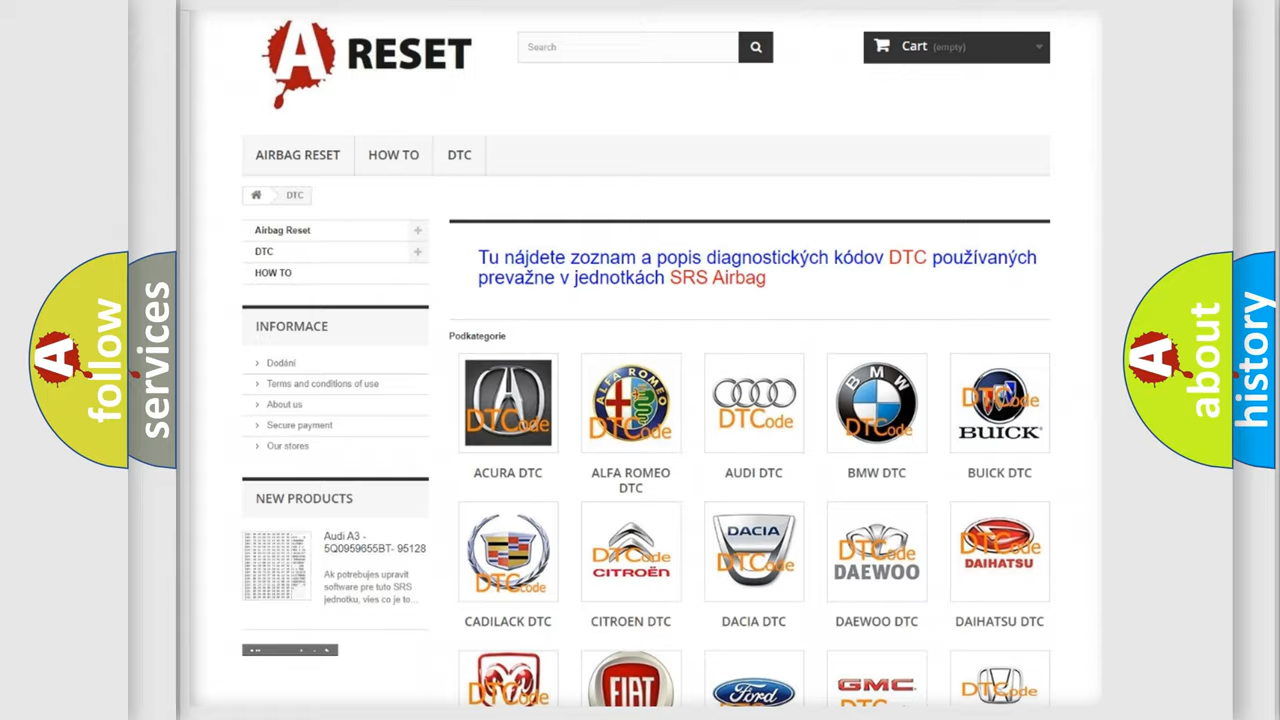 A RESET
Search
Cart (empty)
AIRBAG RESET
HOW TO
DTC
DTC
Airbag Reset
DTC
HOW TO
INFORMACE
Dodání
Terms and conditions of use
About us
Secure payment
Our stores
NEW PRODUCTS
Audi A3 -
5Q0959655BT- 95128
Ak potrebujes upravit
software pre tuto SRS
jednotku, vies co je to...
Tu nájdete zoznam a popis diagnostických kódov DTC používaných
prevažne v jednotkách SRS Airbag
Podkategorie
DTCode
ALFA ROMEO
DTCode
DTCode
BMW
DTCode
DTCode
BUICK
ACURA DTC
ALFA ROMEO
DTC
AUDI DTC
BMW DTC
BUICK DTC
DTCode
DTCode
CITROËN
DACIA
DTCode
DTCode
DAEWOO
DTCode
DAIHATSU
CADILACK DTC
CITROEN DTC
DACIA DTC
DAEWOO DTC
DAIHATSU DTC
DTCode
FIAT
Ford
GMC
DTCode
A follow
services
A about
history